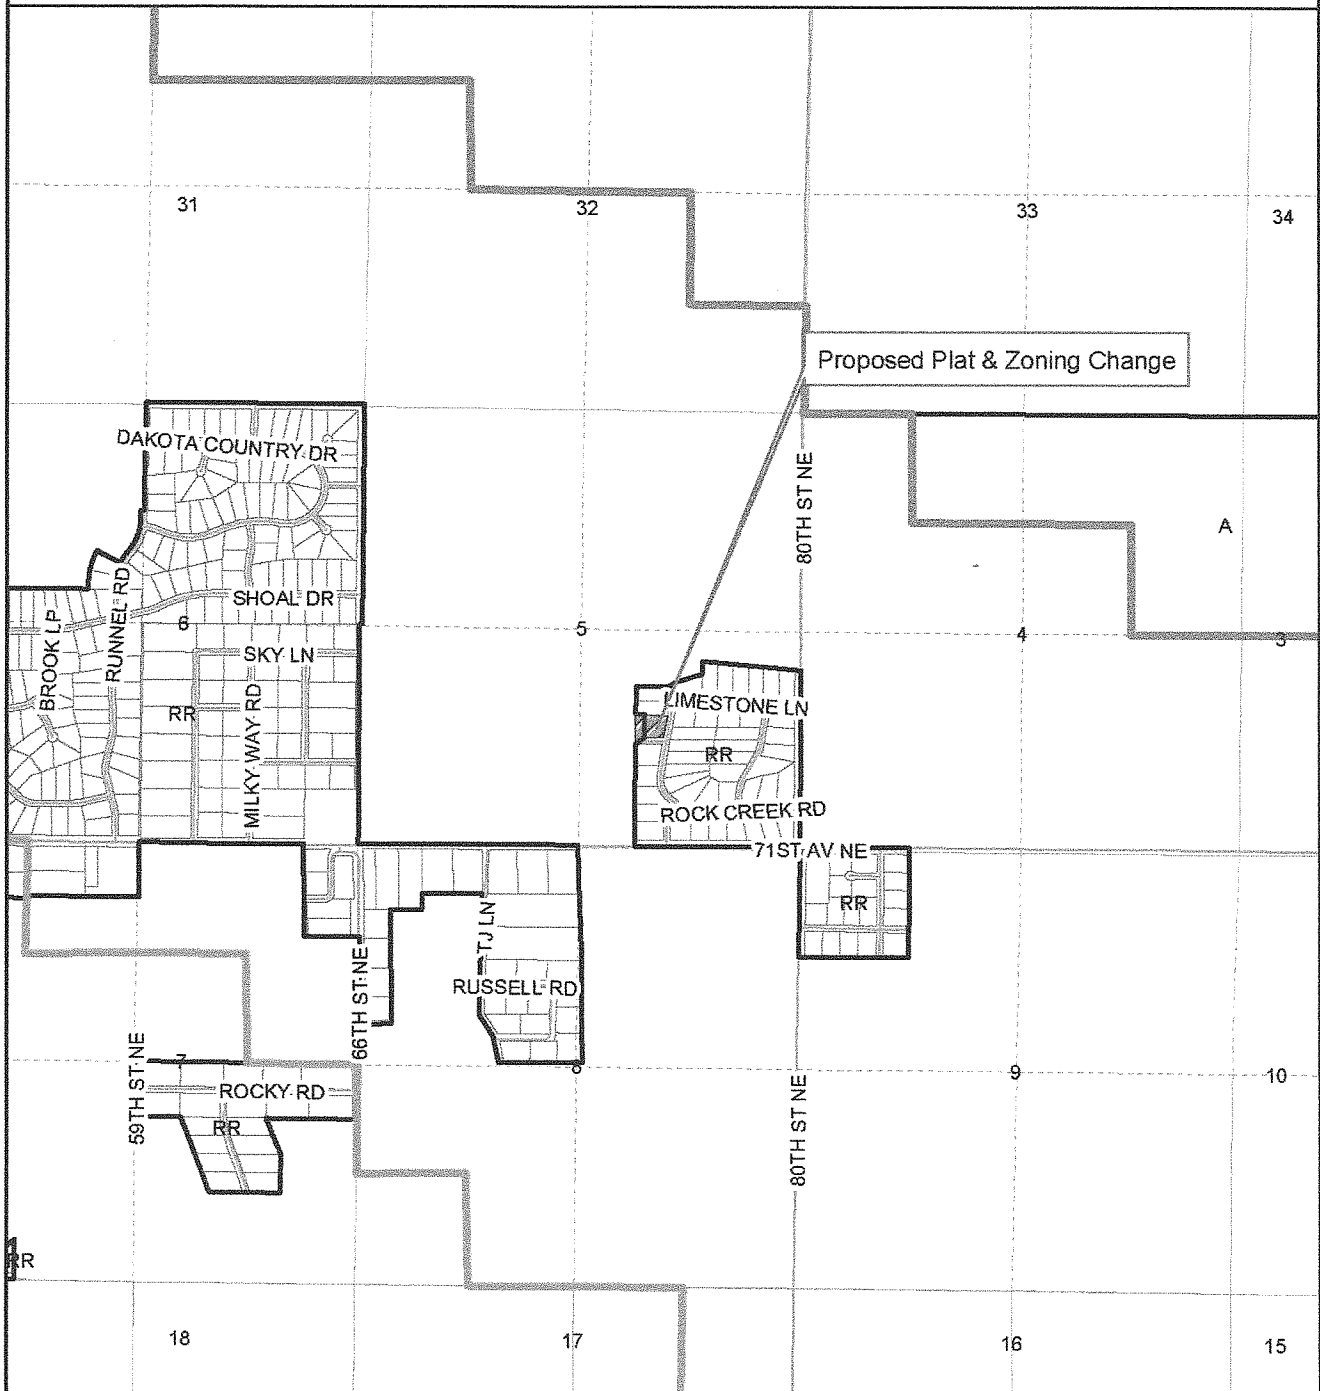 31
32
33
34
Proposed Plat & Zoning Change
DAKOTA COUNTRY DR
80TH ST NE
A
RUNNEL RD
SHOAL DR
BROOK LP
6
5
4
3
SKY LN
MILKY WAY RD
RR
LIMESTONE LN
RR
ROCK CREEK RD
71ST AV NE
RR
TJ LN
66TH ST NE
RUSSELL RD
59TH ST NE
7
8
9
10
ROCKY RD
RR
80TH ST NE
RR
18
17
16
15